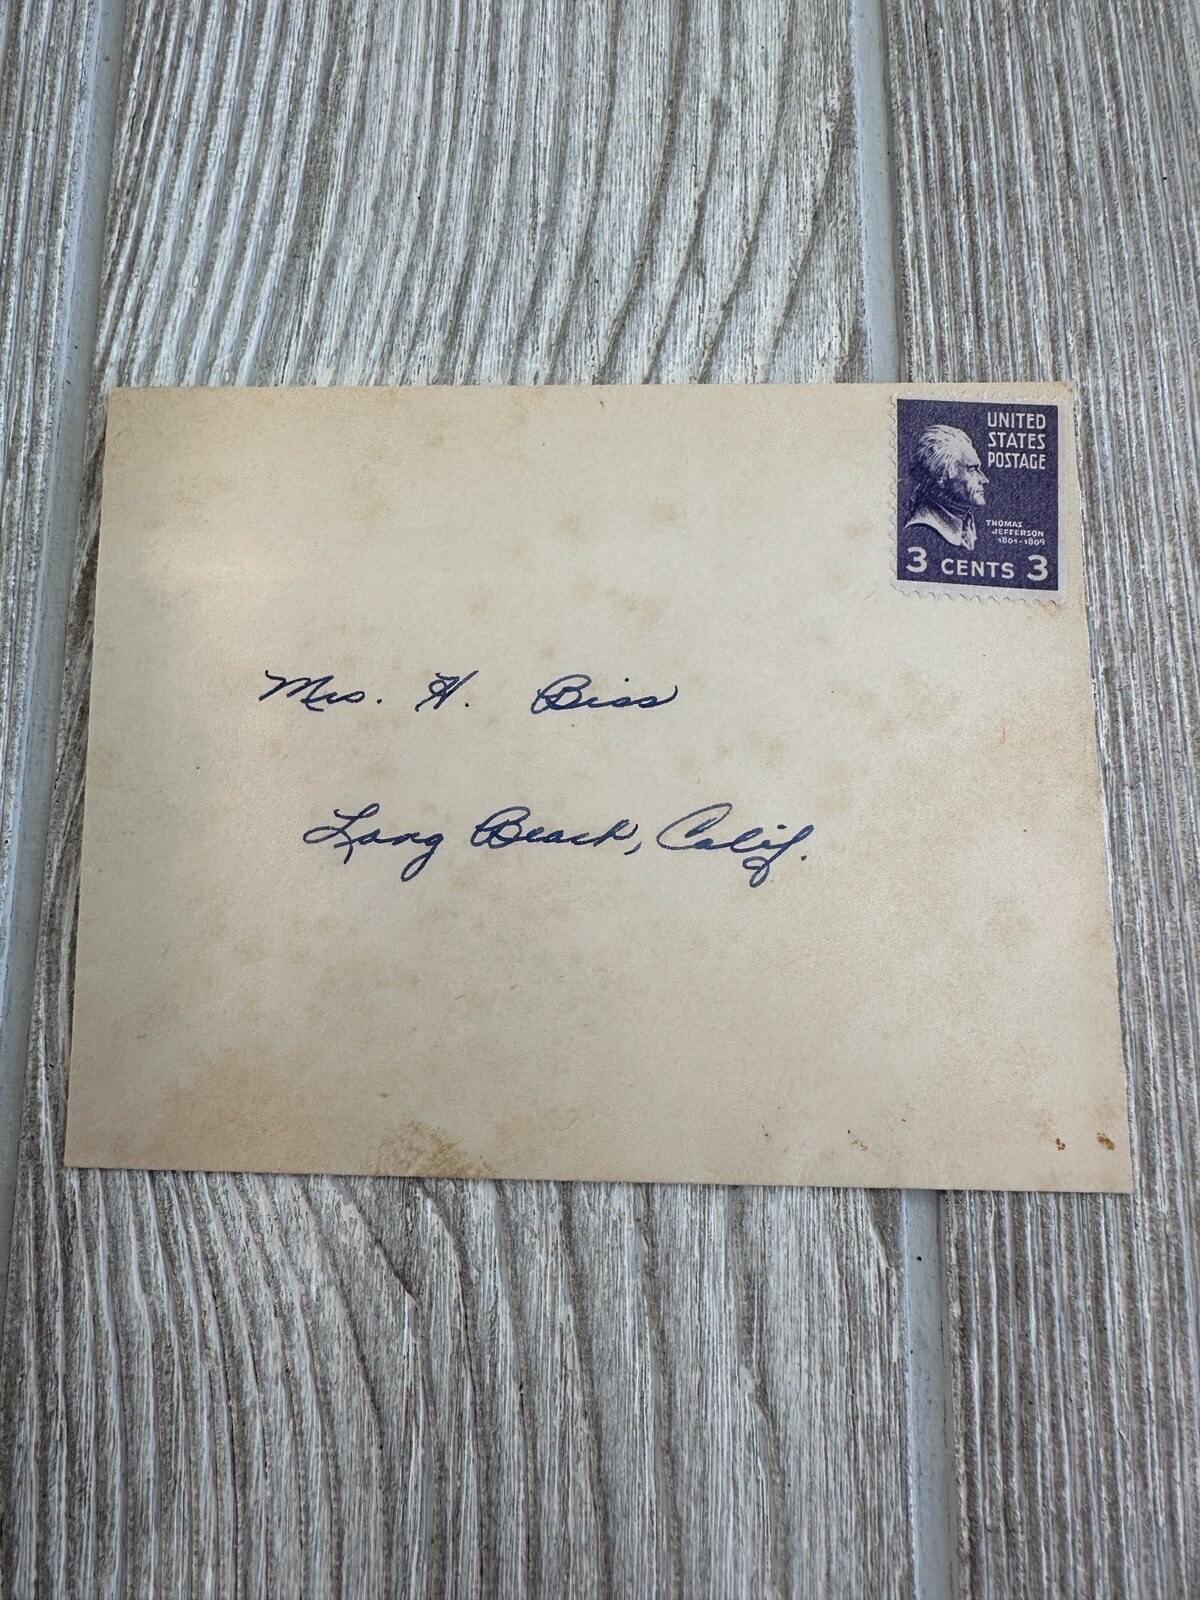 UNITED
STATES
POSTAGE
THOMAS
JEFFERSON
1801-1809
3 CENTS 3
Mrs. H. Biss
Long Beach, Calif.